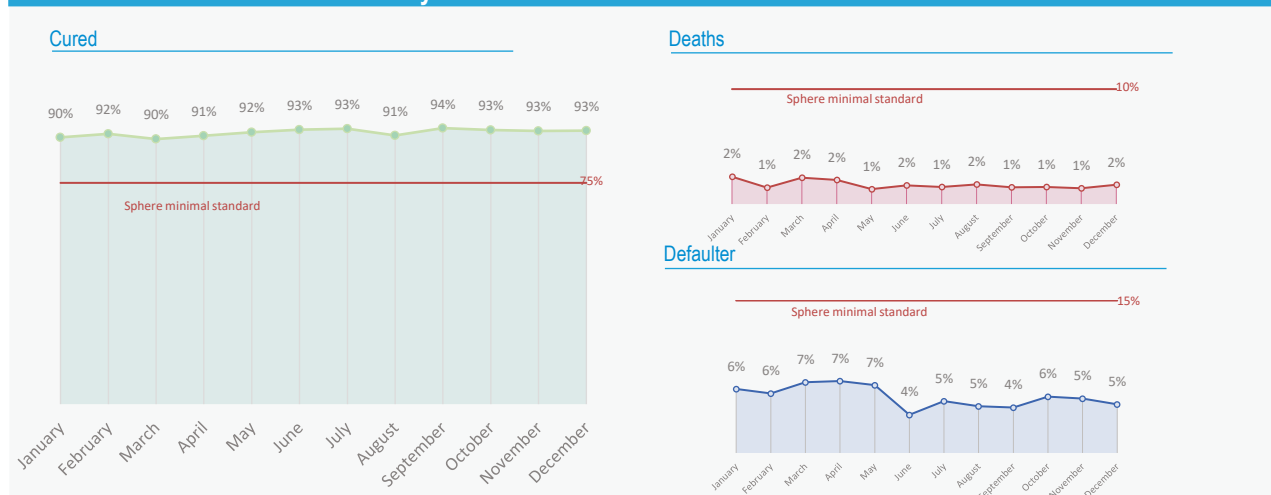 Cured
90%
92%
90%
91%
92%
93%
93%
91%
94%
93%
93%
93%
75%
Sphere minimal standard
January
February
March
April
May
June
July
August
September
October
November
December
Deaths
10%
Sphere minimal standard
2%
1%
2%
2%
1%
2%
1%
2%
1%
1%
1%
2%
January
February
March
April
May
June
July
August
September
October
November
December
Defaulter
15%
Sphere minimal standard
6%
6%
7%
7%
7%
4%
5%
5%
4%
6%
5%
5%
January
February
March
April
May
June
July
August
September
October
November
December